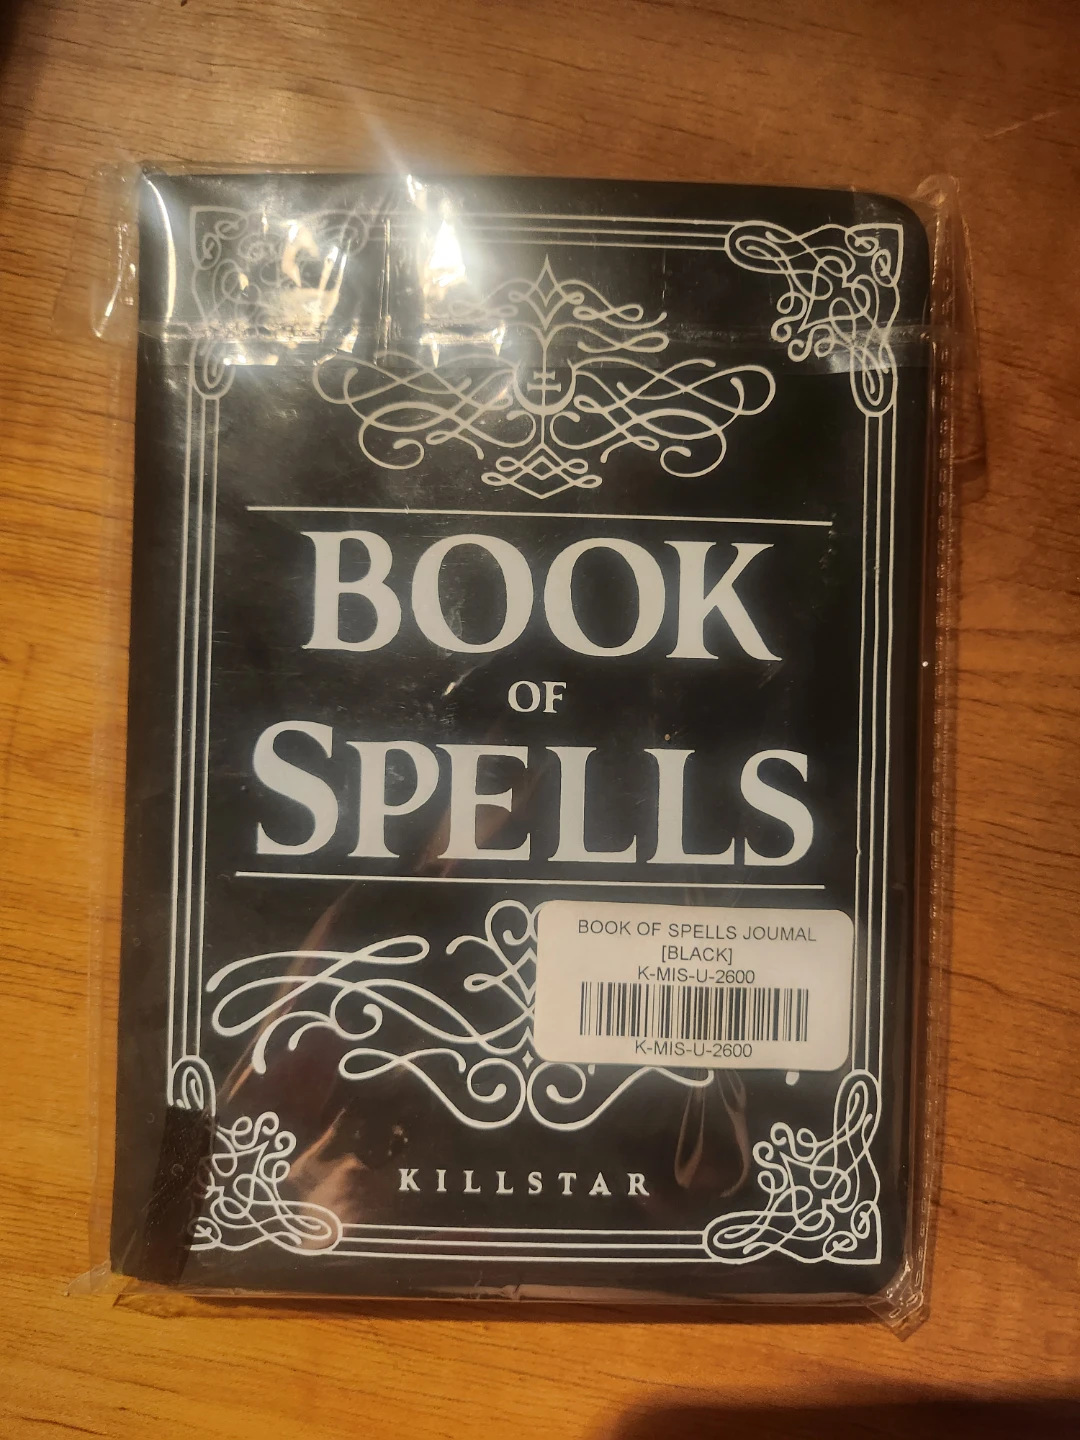 BOOK
OF
SPELLS
BOOK OF SPELLS JOUMAL
[BLACK]
K-MIS-U-2600
K-MIS-U-2600
KILLSTAR